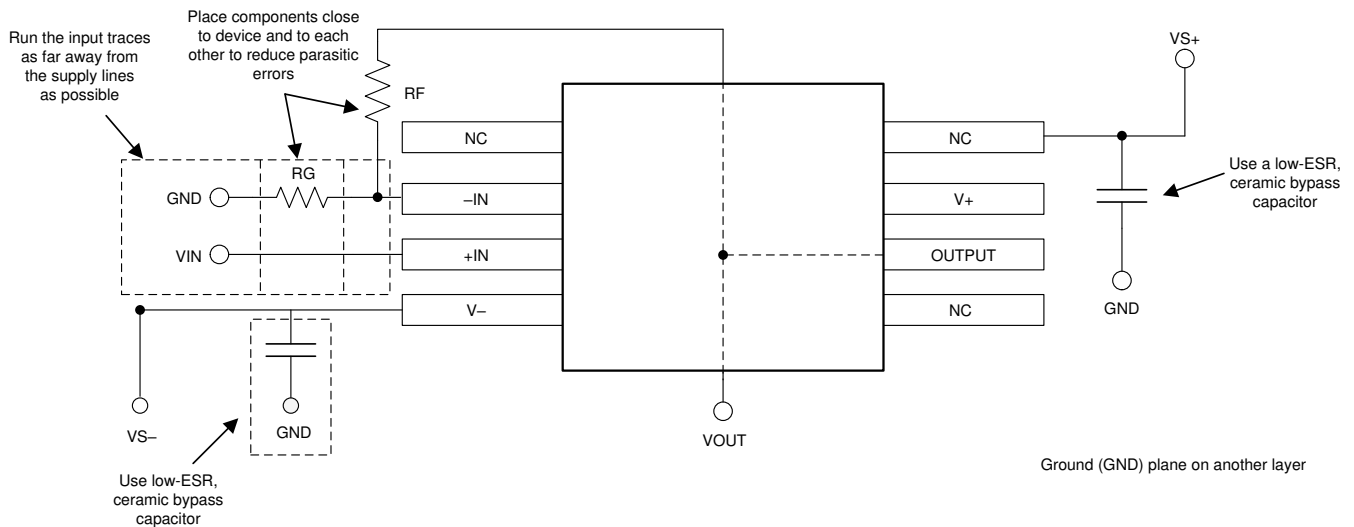 Place components close
to device and to each
other to reduce parasitic
errors
Run the input traces
as far away from
the supply lines
as possible
VS+
RF
NC
NC
Use a low-ESR,
ceramic bypass
capacitor
RG
GND
–IN
V+
VIN
+IN
OUTPUT
GND
V–
NC
VS–
GND
VOUT
Use low-ESR,
ceramic bypass
capacitor
Ground (GND) plane on another layer